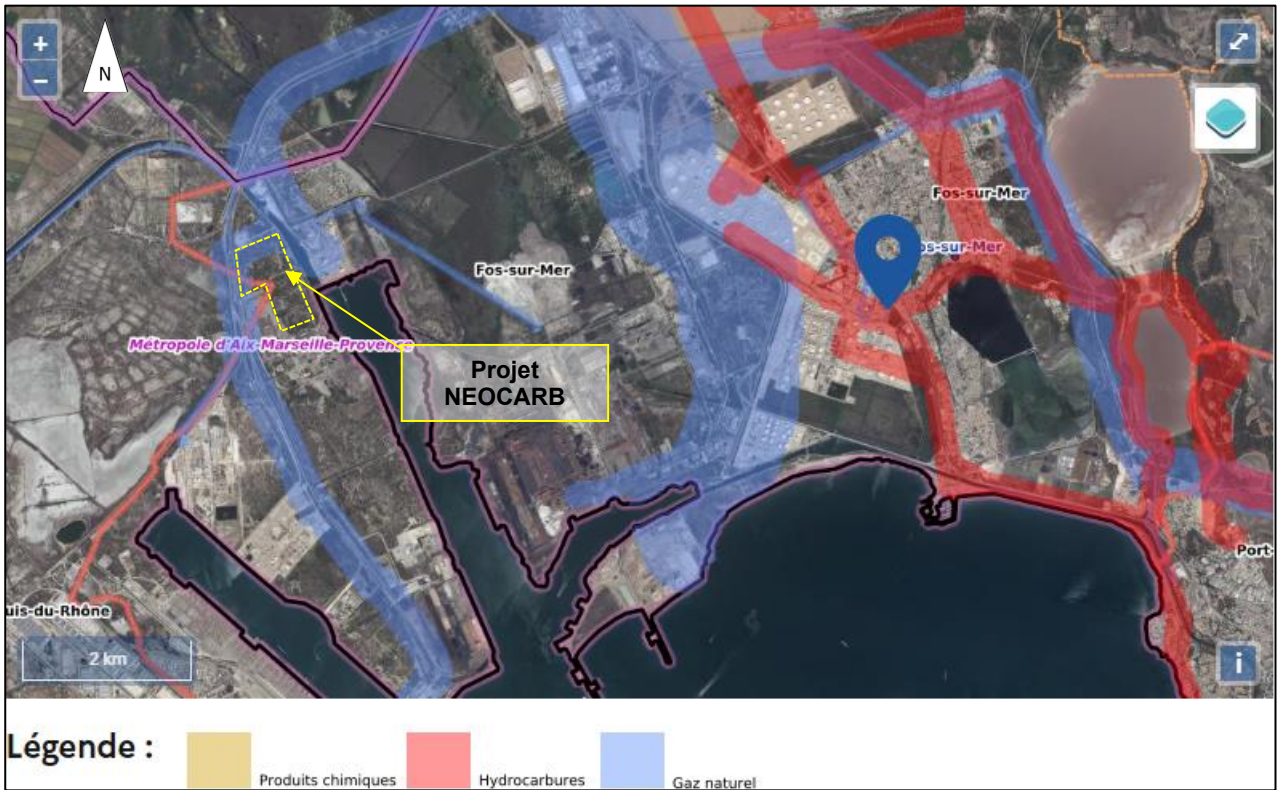 +
−
N
Fos-sur-Mer
os-sur-Mer
Fos-sur-Mer
Métropole d'Aix-Marseille-Provence
Projet
NEOCARB
Port-
uis-du-Rhône
2 km
i
Légende :
Produits chimiques
Hydrocarbures
Gaz naturel